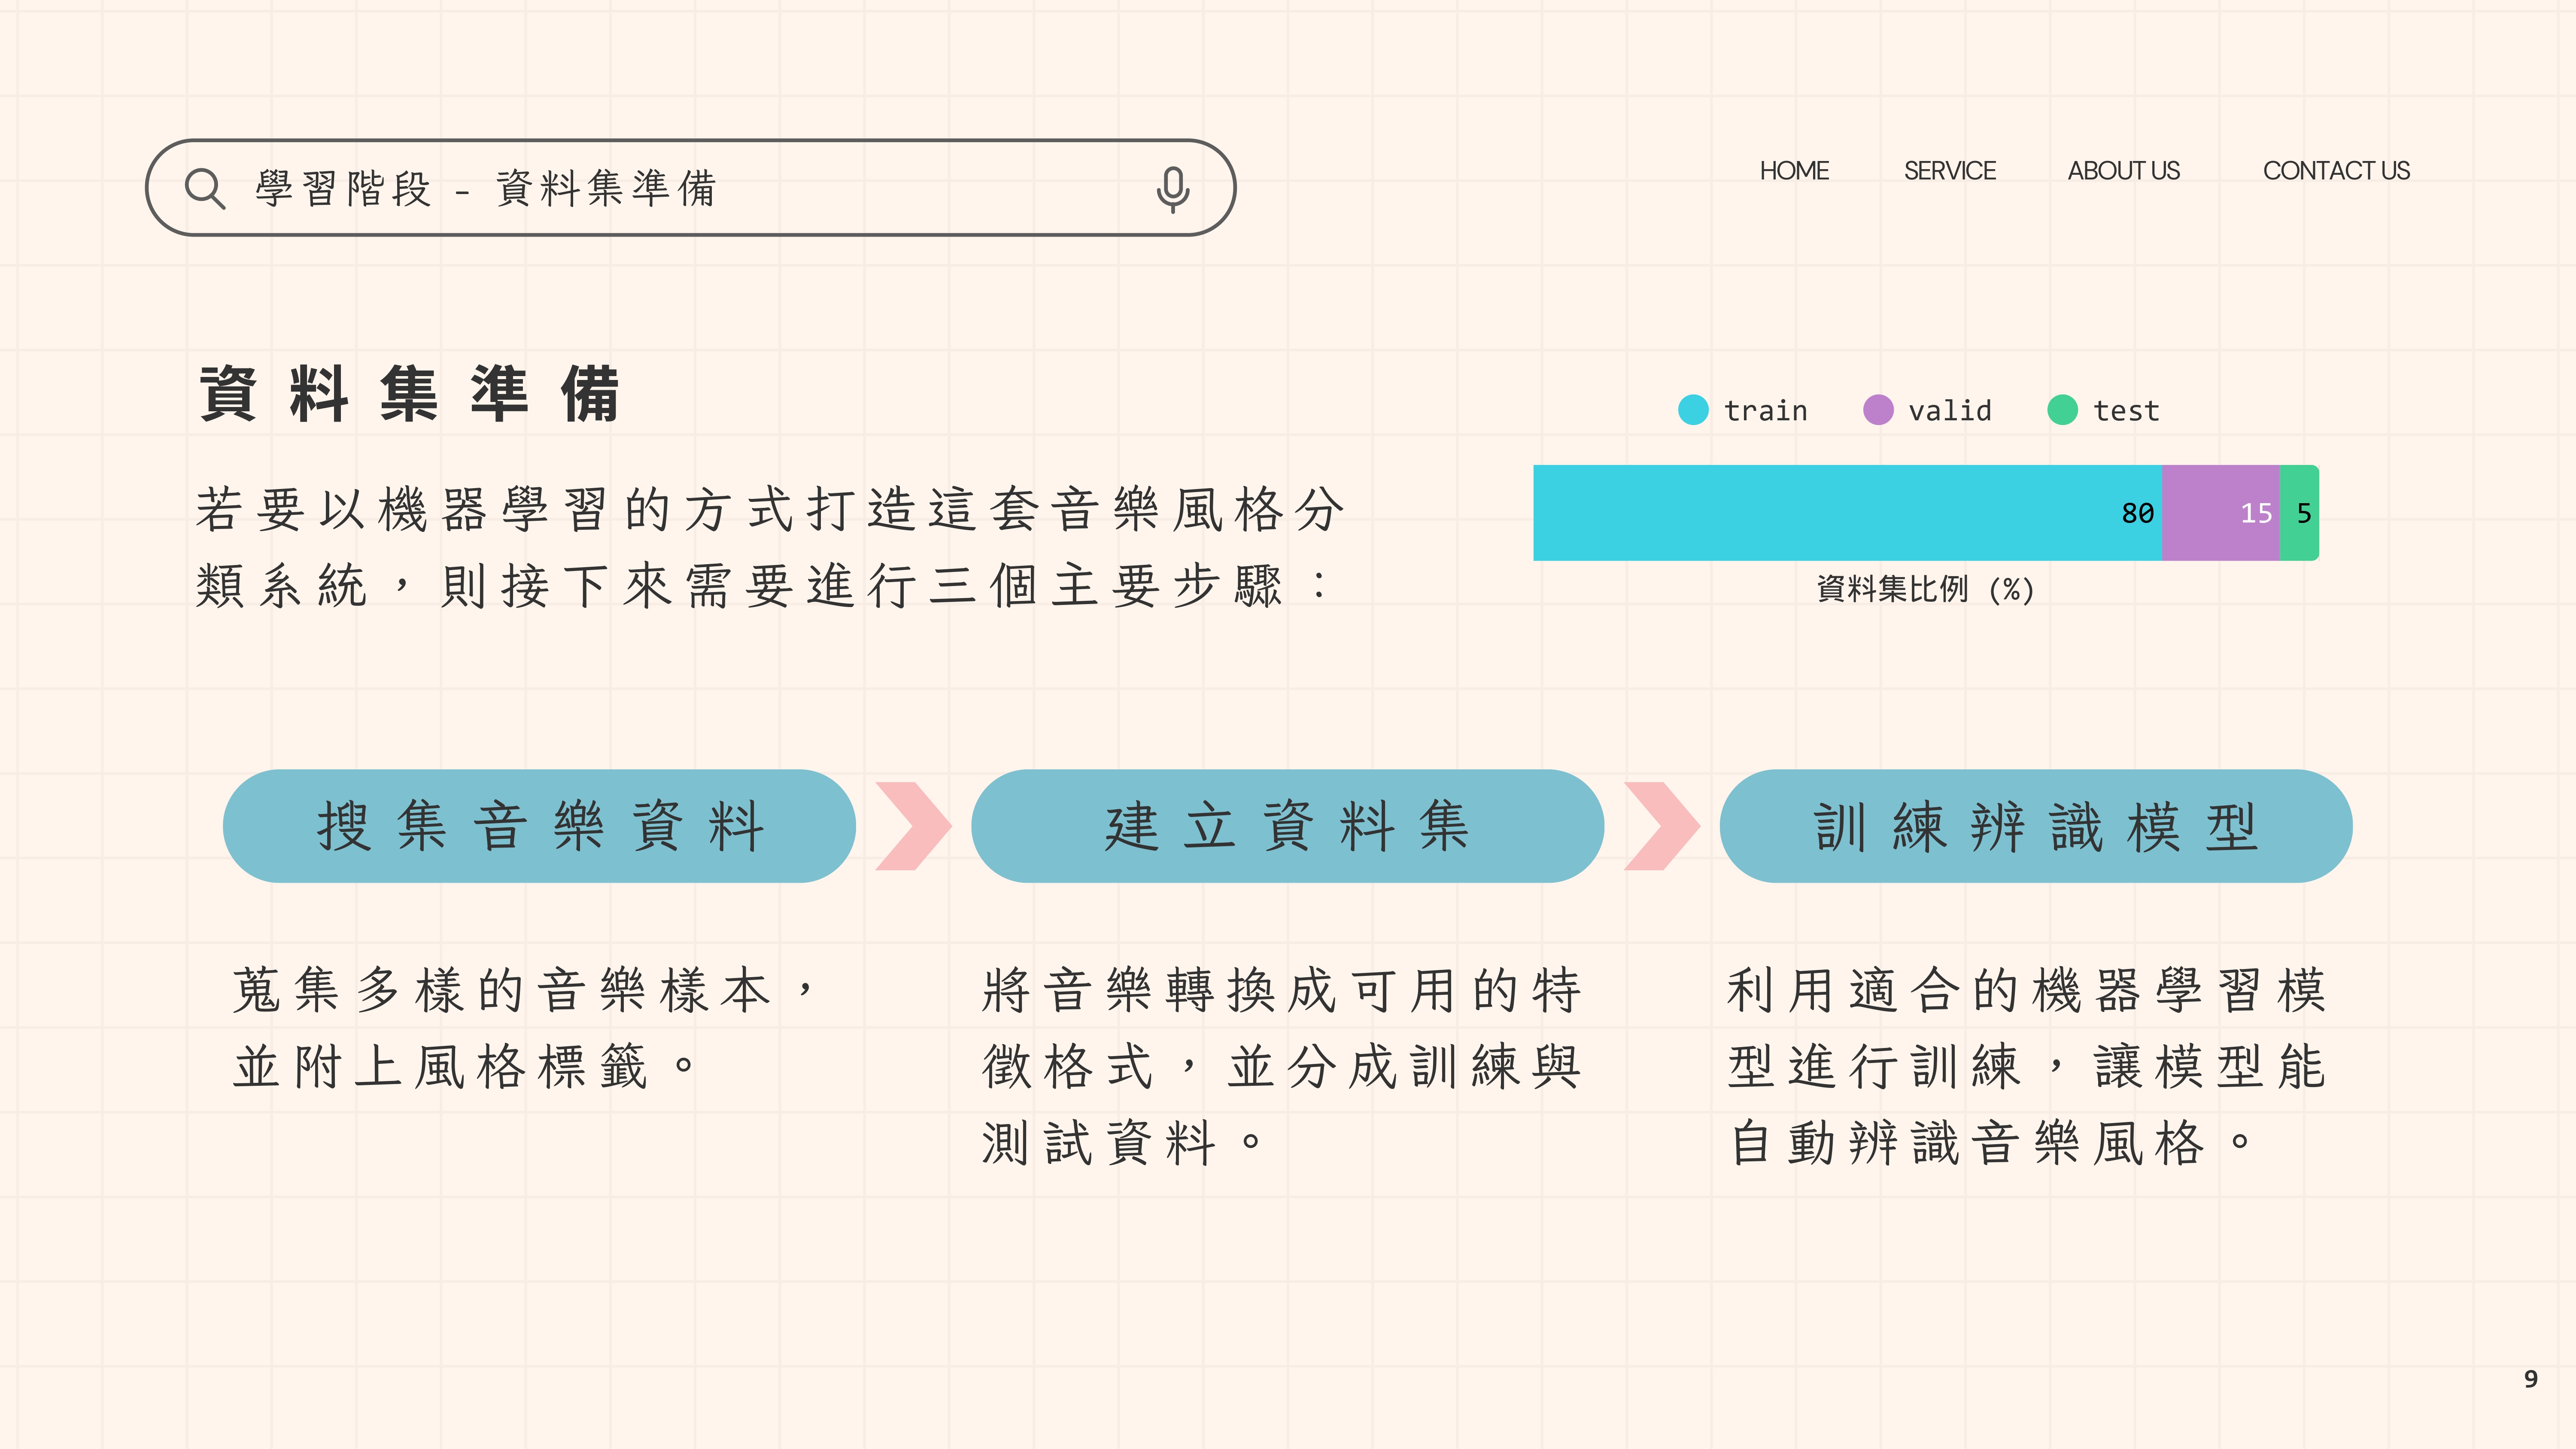 學習階段 - 資料集準備
HOME SERVICE ABOUT US CONTACT US
資料集準備
若要以機器學習的方式打造這套音樂風格分
類系統，則接下來需要進行三個主要步驟：
train valid test
80 15 5
資料集比例 (%)
搜集音樂資料
蒐集多樣的音樂樣本，
並附上風格標籤。
建立資料集
將音樂轉換成可用的特
徵格式，並分成訓練與
測試資料。
訓練辨識模型
利用適合的機器學習模
型進行訓練，讓模型能
自動辨識音樂風格。
9